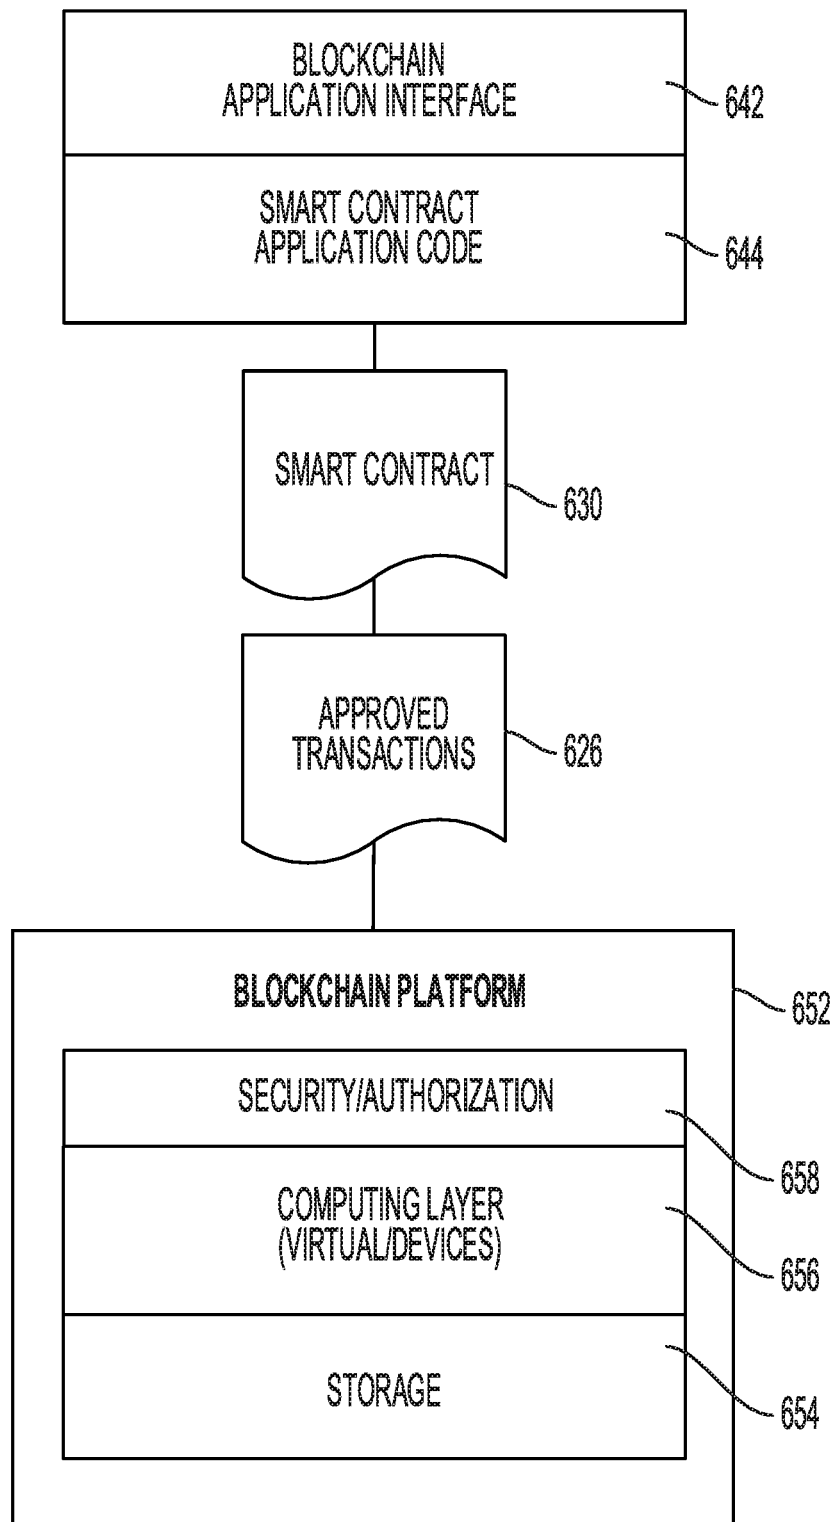 BLOCKCHAIN
APPLICATION INTERFACE
642
SMART CONTRACT
APPLICATION CODE
644
SMART CONTRACT
630
APPROVED
TRANSACTIONS
626
BLOCKCHAIN PLATFORM
652
SECURITY/AUTHORIZATION
658
COMPUTING LAYER
(VIRTUAL/DEVICES)
656
STORAGE
654